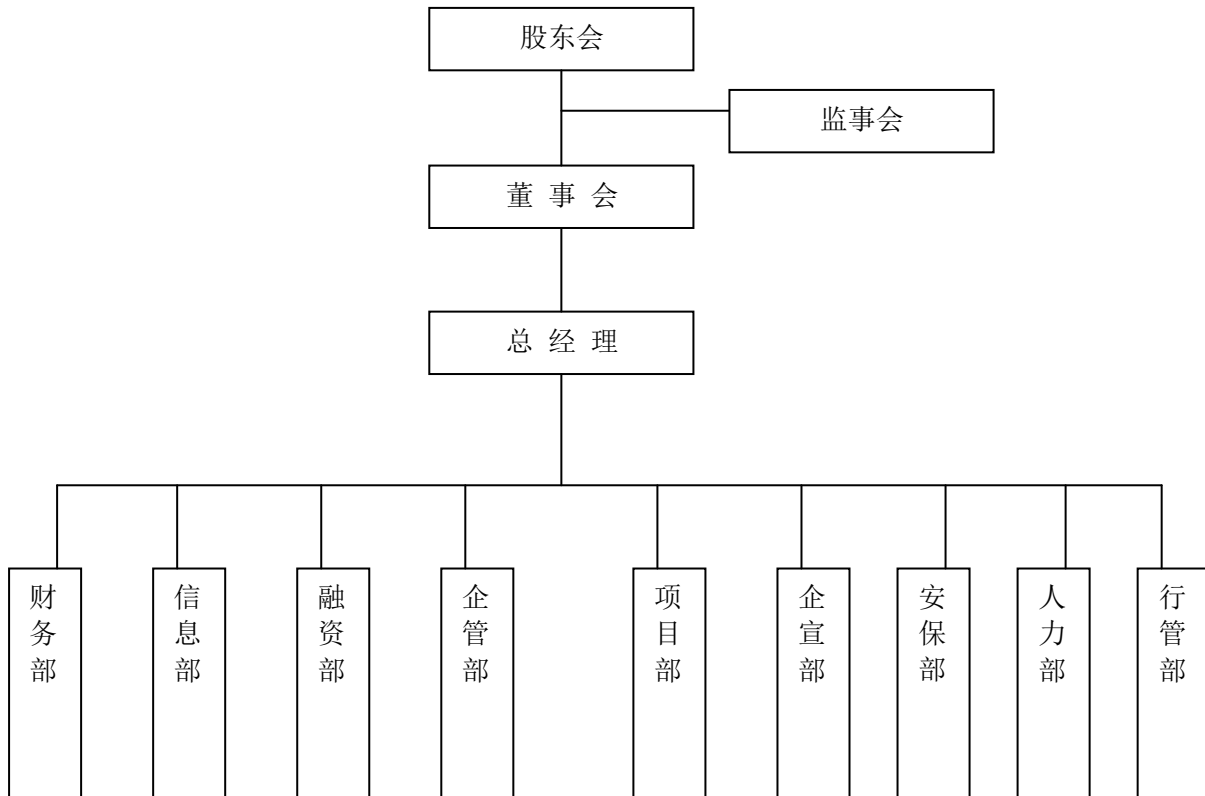 股东会
监事会
董 事 会
总 经 理
财务部
信息部
融资部
企管部
项目部
企宣部
安保部
人力部
行管部